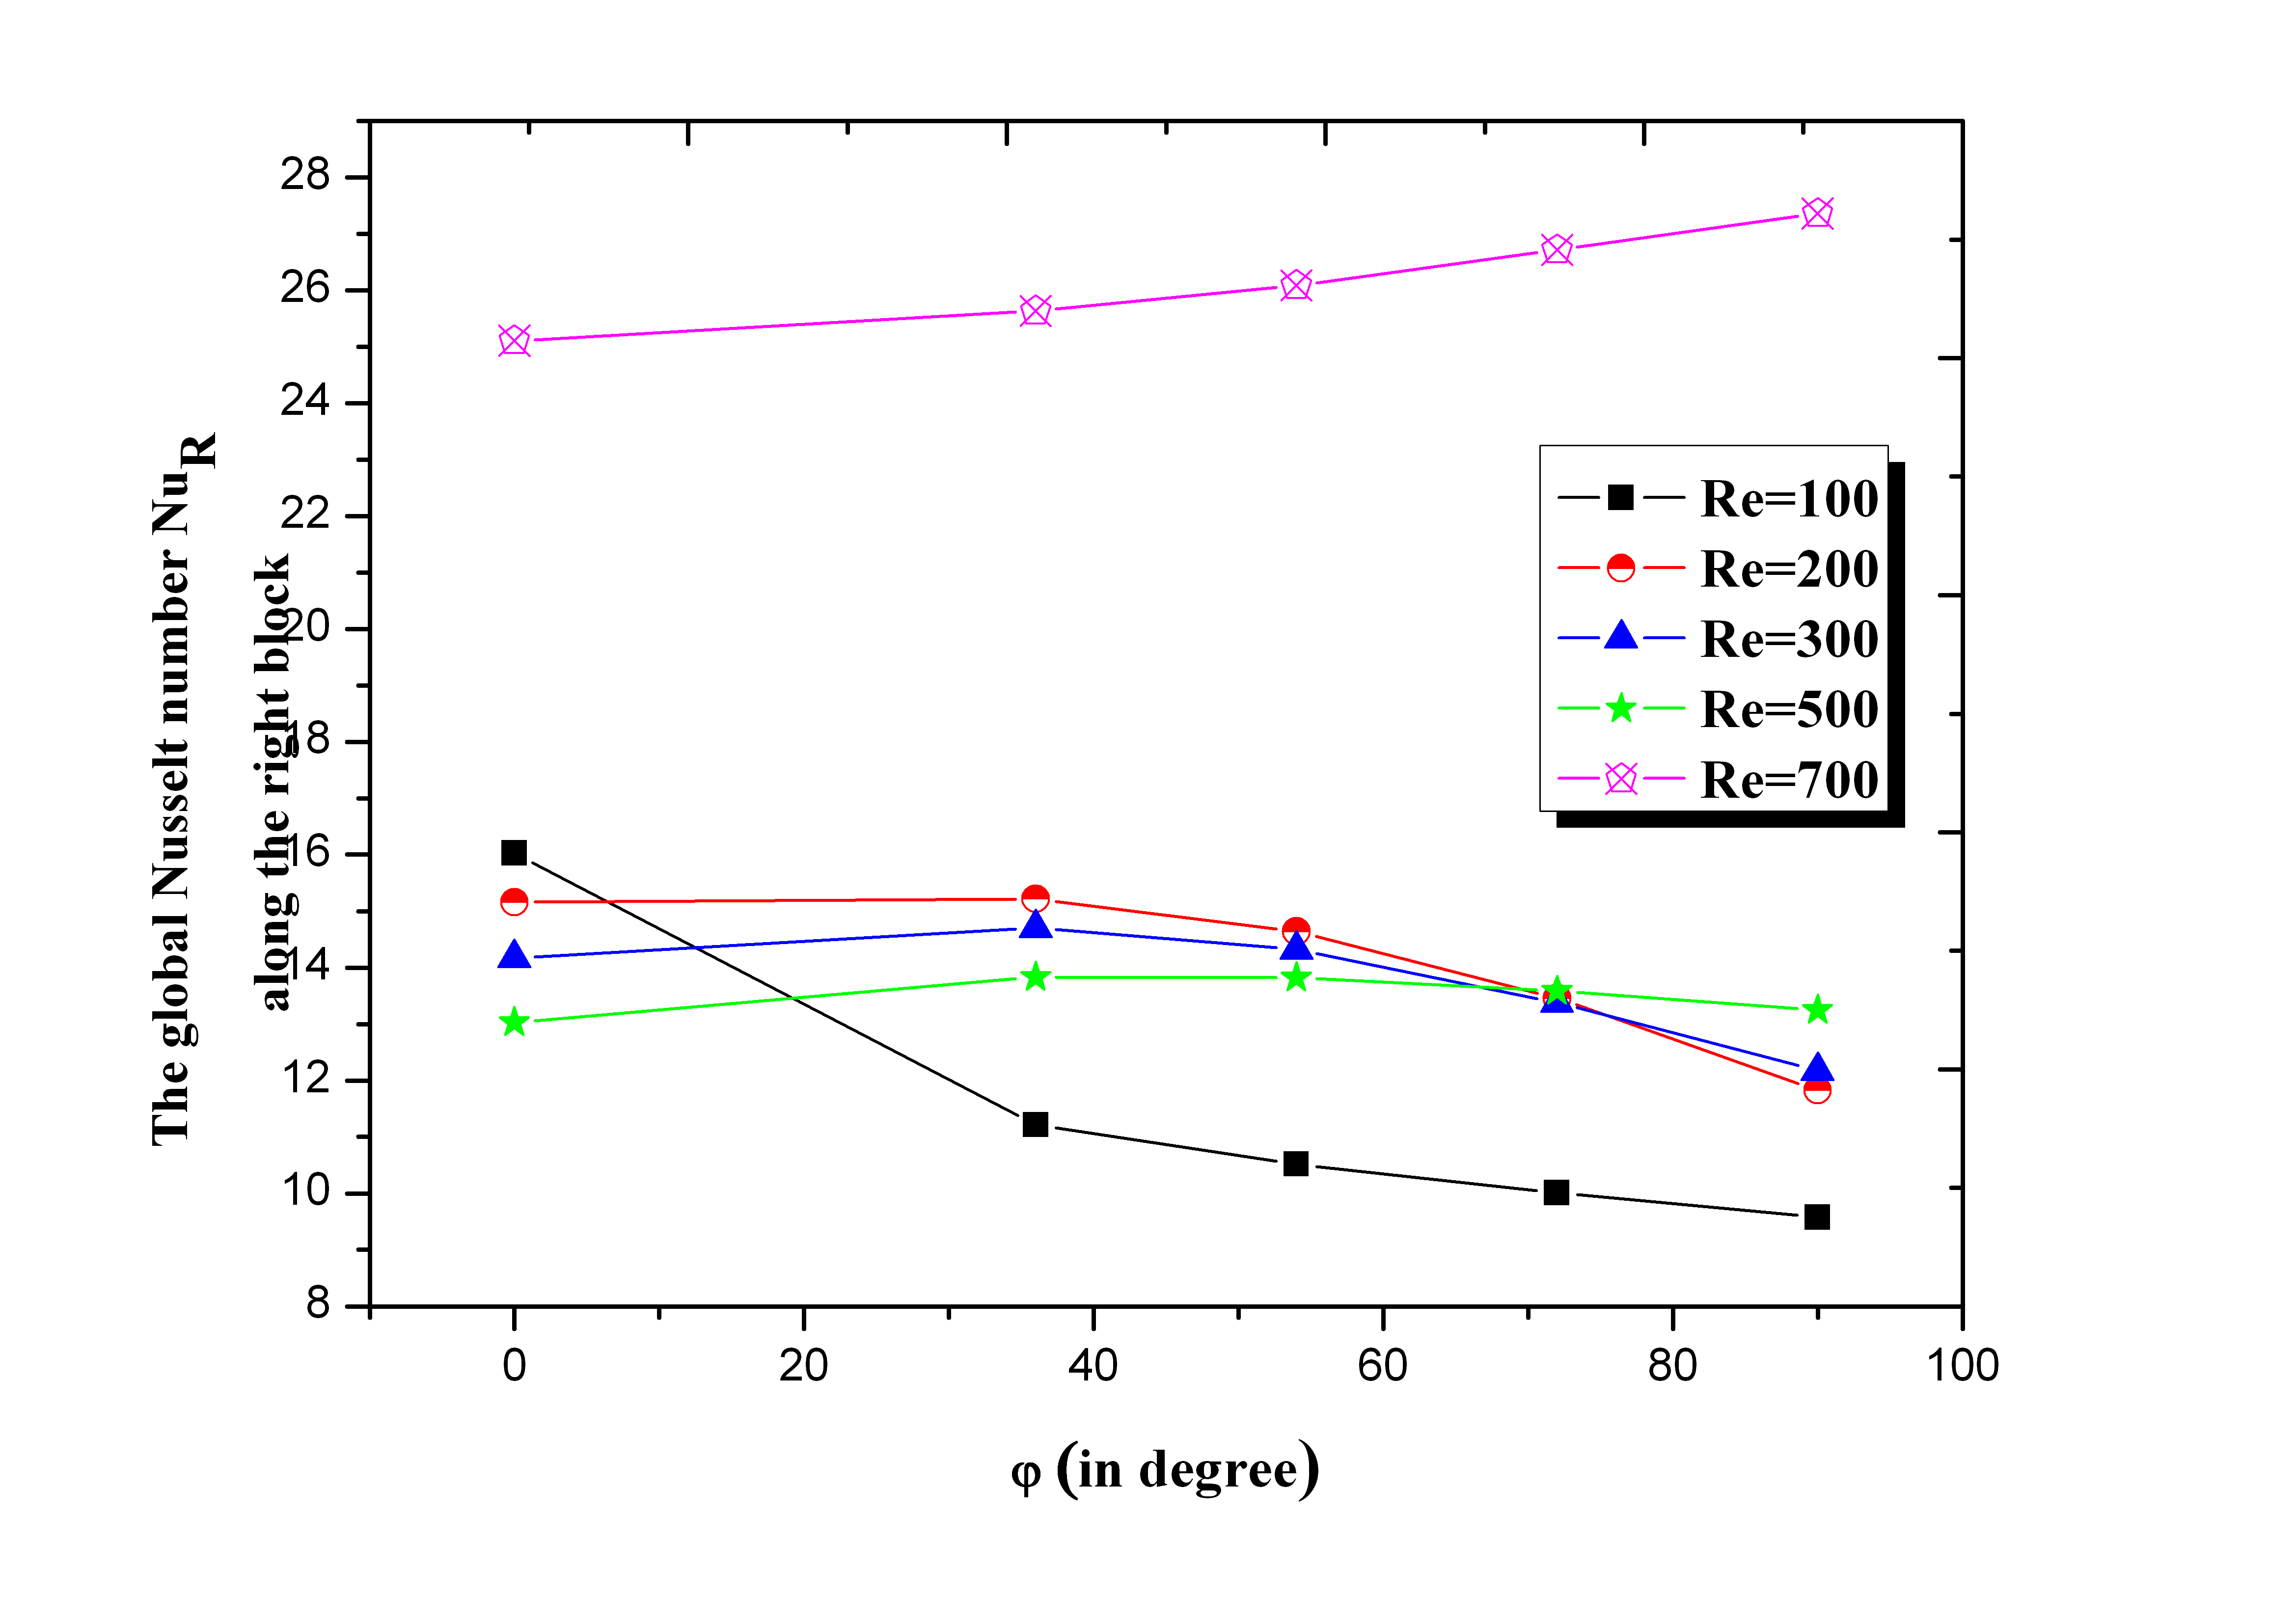 The global Nusselt number NuR
along the right block
28
26
24
22
20
18
16
14
12
10
8
0 20 40 60 80 100
φ (in degree)
Re=100
Re=200
Re=300
Re=500
Re=700